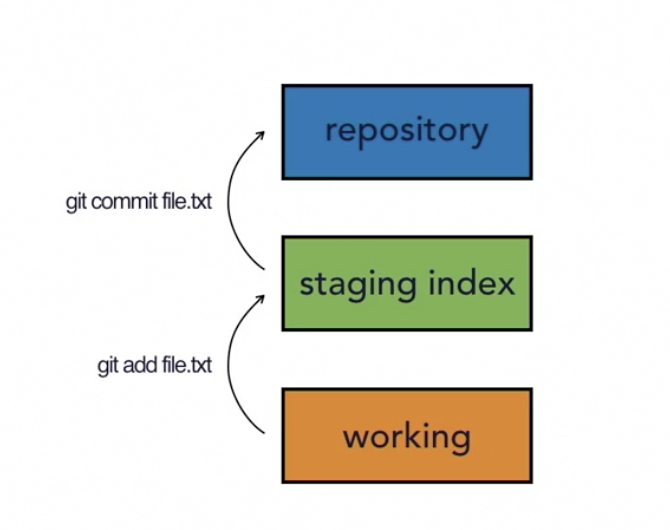 repository
git commit file.txt
staging index
git add file.txt
working